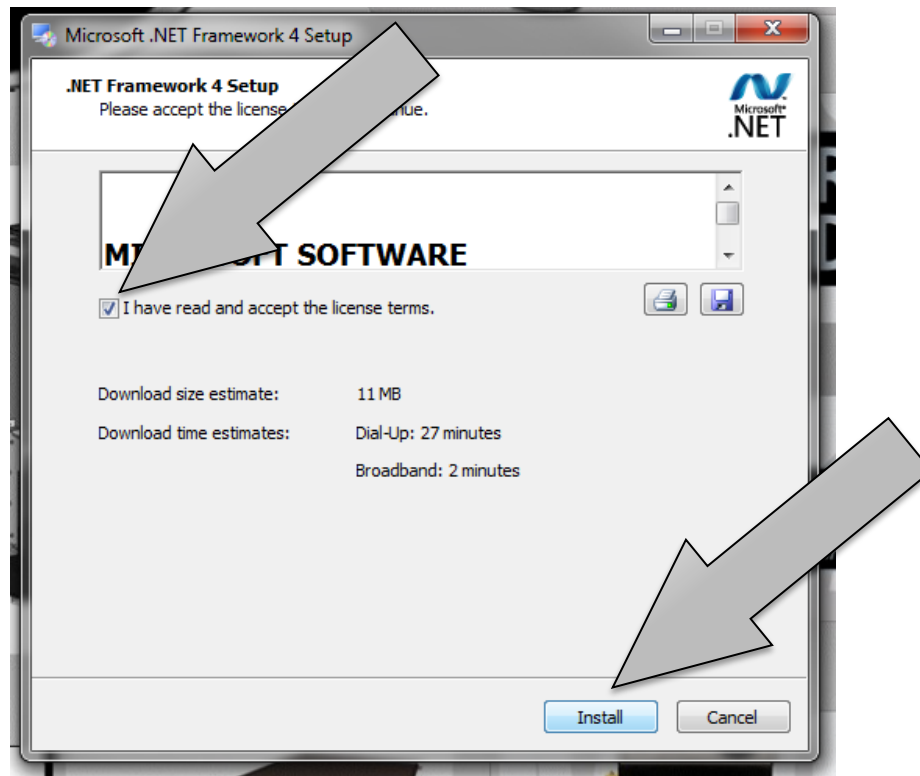 Microsoft .NET Framework 4 Setup
.NET Framework 4 Setup
Please accept the license
Microsoft
.NET
SOFTWARE
I have read and accept the license terms.
Download size estimate: 11 MB
Download time estimates: Dial-Up: 27 minutes
Broadband: 2 minutes
Install Cancel